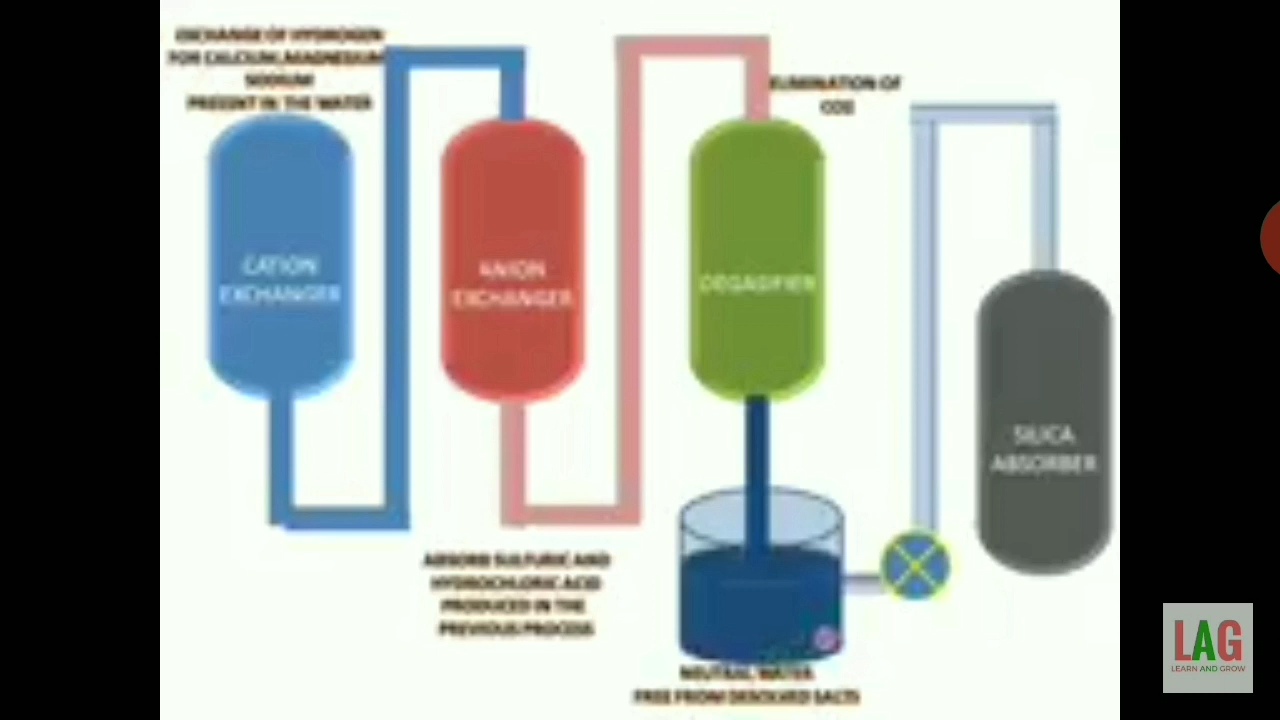 EXCHANGE OF HYDROGEN
FOR CALCIUM,MAGNESIUM
SODIUM
PRESENT IN THE WATER
ELIMINATION OF
CO2
CATION
EXCHANGER
ANION
EXCHANGER
DEGASIFIER
SILICA
ABSORBER
ABSORB SULFURIC AND
HYDROCHLORIC ACID
PRODUCED IN THE
PREVIOUS PROCESS
NEUTRAL WATER
FREE FROM DESOLVED SALTS
LAG
LEARN AND GROW